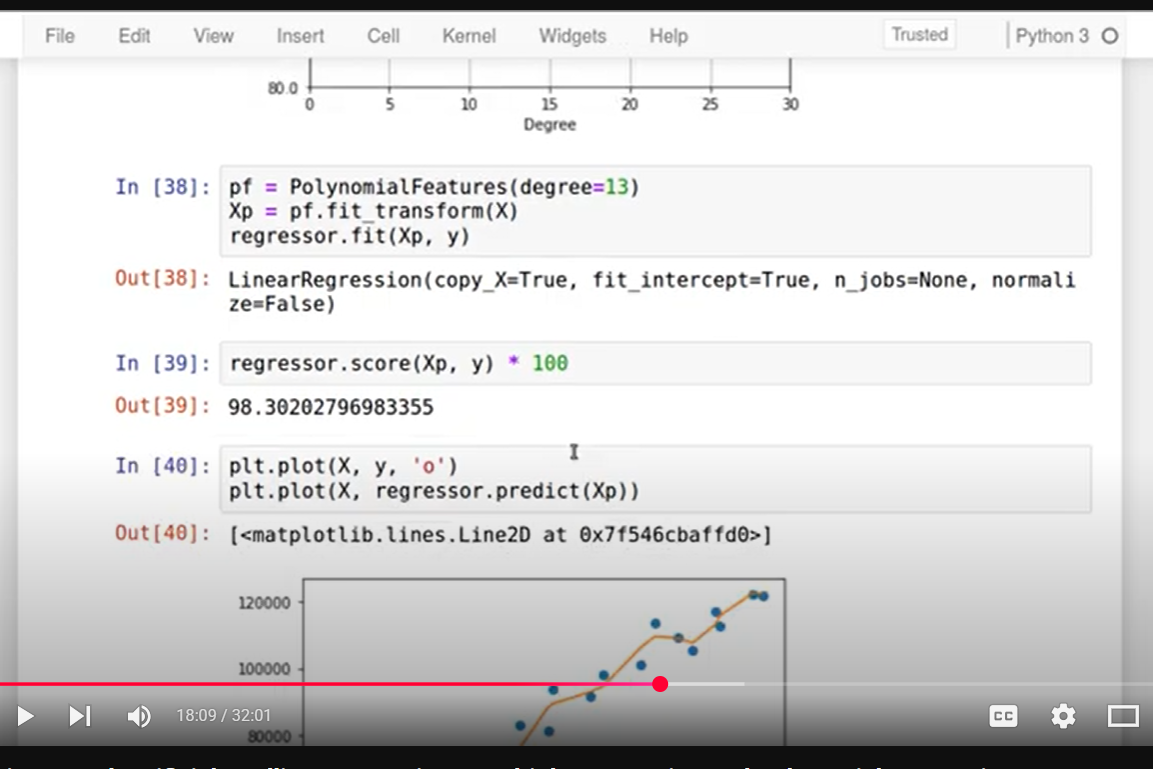 File Edit View Insert Cell Kernel Widgets Help Trusted Python 3
80.0
0 5 10 15 20 25 30
Degree
In [38]: pf = PolynomialFeatures(degree=13)
Xp = pf.fit_transform(X)
regressor.fit(Xp, y)
Out[38]: LinearRegression(copy_X=True, fit_intercept=True, n_jobs=None, normali
ze=False)
In [39]: regressor.score(Xp, y) * 100
Out[39]: 98.30202796983355
In [40]: plt.plot(X, y, 'o')
plt.plot(X, regressor.predict(Xp))
Out[40]: [<matplotlib.lines.Line2D at 0x7f546cbaffd0>]
120000
100000
80000
18:09 / 32:01
CC